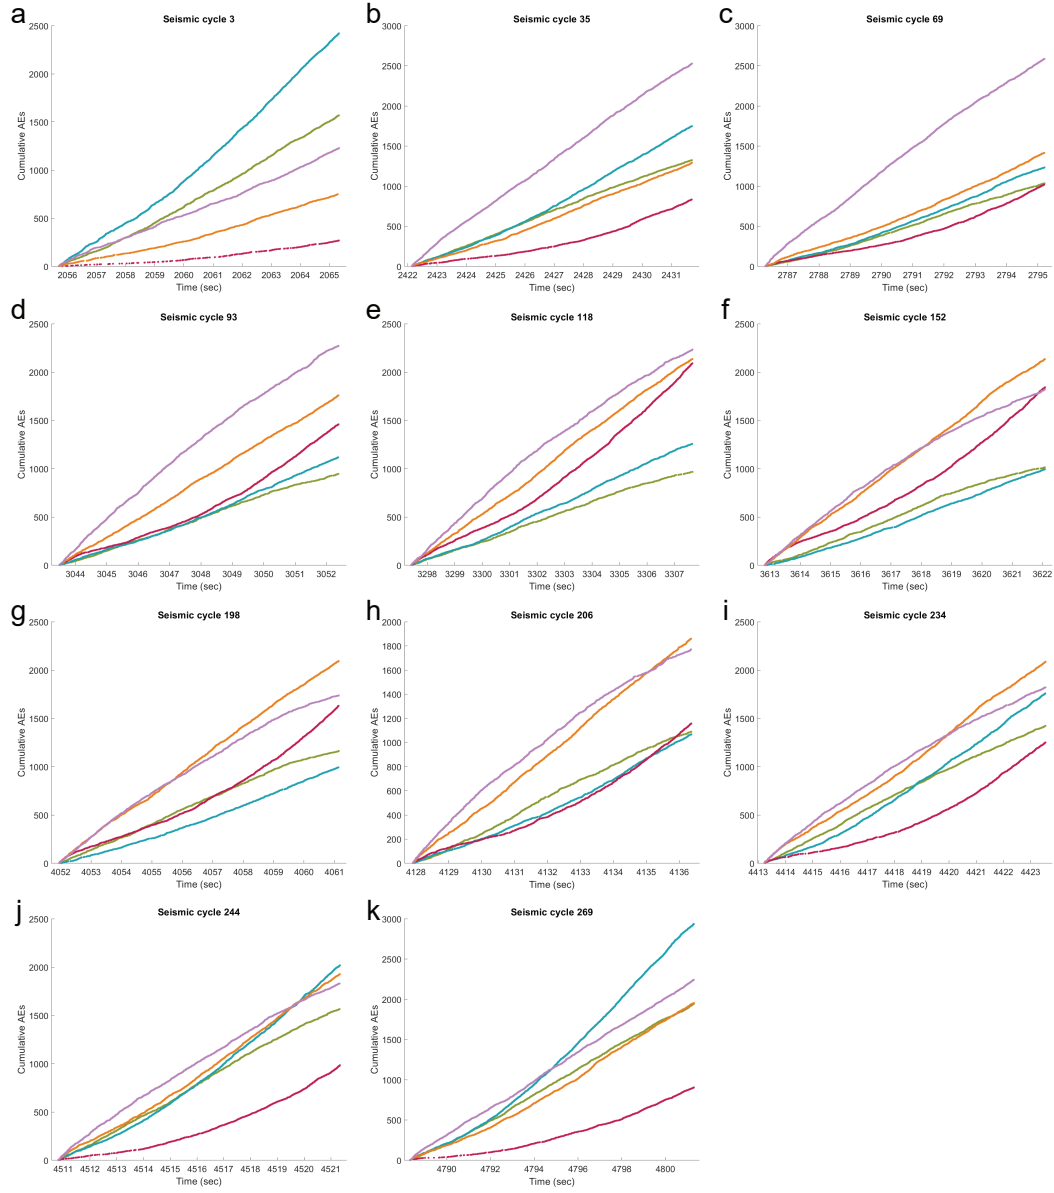 a
Seismic cycle 3
2500
2000
1500
1000
500
0
Cumulative AEs
2056 2057 2058 2059 2060 2061 2062 2063 2064 2065
Time (sec)
b
Seismic cycle 35
3500
3000
2500
2000
1500
1000
500
0
Cumulative AEs
2422 2423 2424 2425 2426 2427 2428 2429 2430 2431
Time (sec)
c
Seismic cycle 69
3000
2500
2000
1500
1000
500
0
Cumulative AEs
2787 2788 2789 2790 2791 2792 2793 2794 2795
Time (sec)
d
Seismic cycle 93
2500
2000
1500
1000
500
0
Cumulative AEs
3044 3045 3046 3047 3048 3049 3050 3051 3052
Time (sec)
e
Seismic cycle 118
2500
2000
1500
1000
500
0
Cumulative AEs
3298 3299 3300 3301 3302 3303 3304 3305 3306 3307
Time (sec)
f
Seismic cycle 152
2500
2000
1500
1000
500
0
Cumulative AEs
3613 3614 3615 3616 3617 3618 3619 3620 3621 3622
Time (sec)
g
Seismic cycle 198
2500
2000
1500
1000
500
0
Cumulative AEs
4052 4053 4054 4055 4056 4057 4058 4059 4060 4061
Time (sec)
h
Seismic cycle 206
2000
1800
1600
1400
1200
1000
800
600
400
200
0
Cumulative AEs
4128 4129 4130 4131 4132 4133 4134 4135 4136
Time (sec)
i
Seismic cycle 234
2500
2000
1500
1000
500
0
Cumulative AEs
4413 4414 4415 4416 4417 4418 4419 4420 4421 4422 4423
Time (sec)
j
Seismic cycle 244
2500
2000
1500
1000
500
0
Cumulative AEs
4511 4512 4513 4514 4515 4516 4517 4518 4519 4520 4521
Time (sec)
k
Seismic cycle 269
3000
2500
2000
1500
1000
500
0
Cumulative AEs
4790 4792 4794 4796 4798 4800
Time (sec)